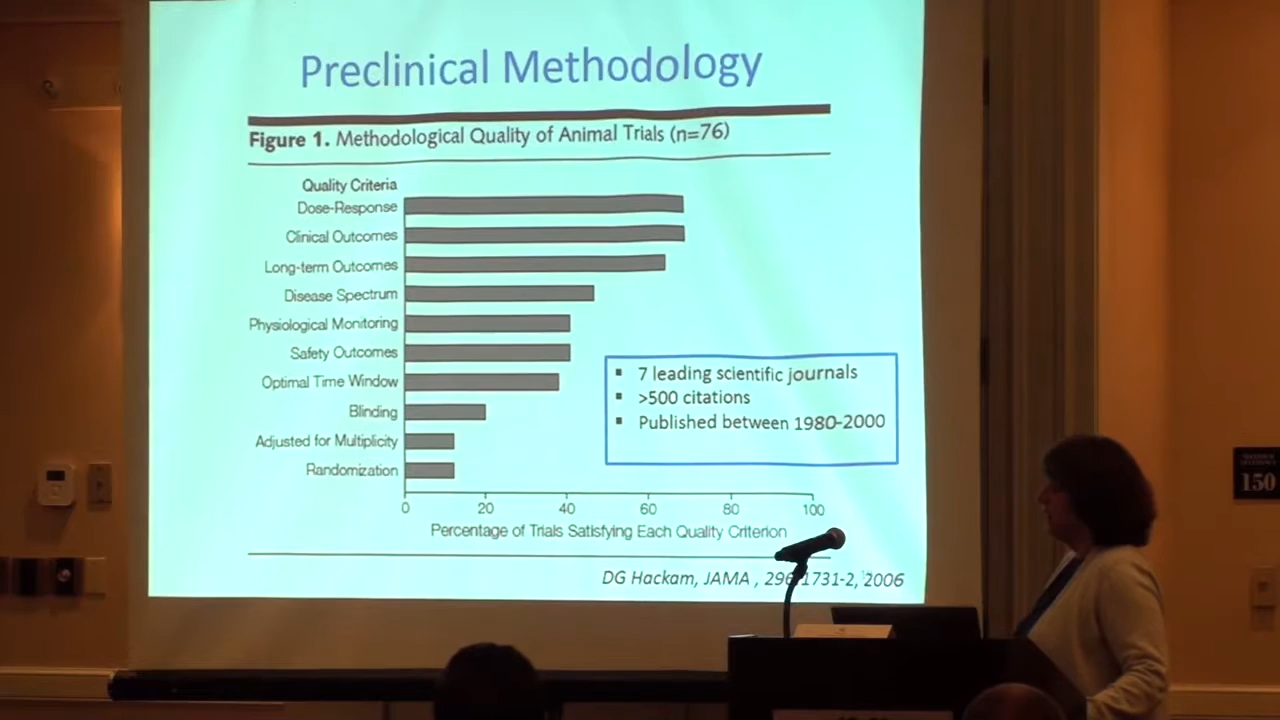 Preclinical Methodology
Figure 1. Methodological Quality of Animal Trials (n=76)
Quality Criteria
Dose-Response
Clinical Outcomes
Long-term Outcomes
Disease Spectrum
Physiological Monitoring
Safety Outcomes
Optimal Time Window
Blinding
Adjusted for Multiplicity
Randomization
0 20 40 60 80 100
Percentage of Trials Satisfying Each Quality Criterion
▪ 7 leading scientific journals
▪ >500 citations
▪ Published between 1980-2000
DG Hackam, JAMA , 296 1731-2, 2006
150